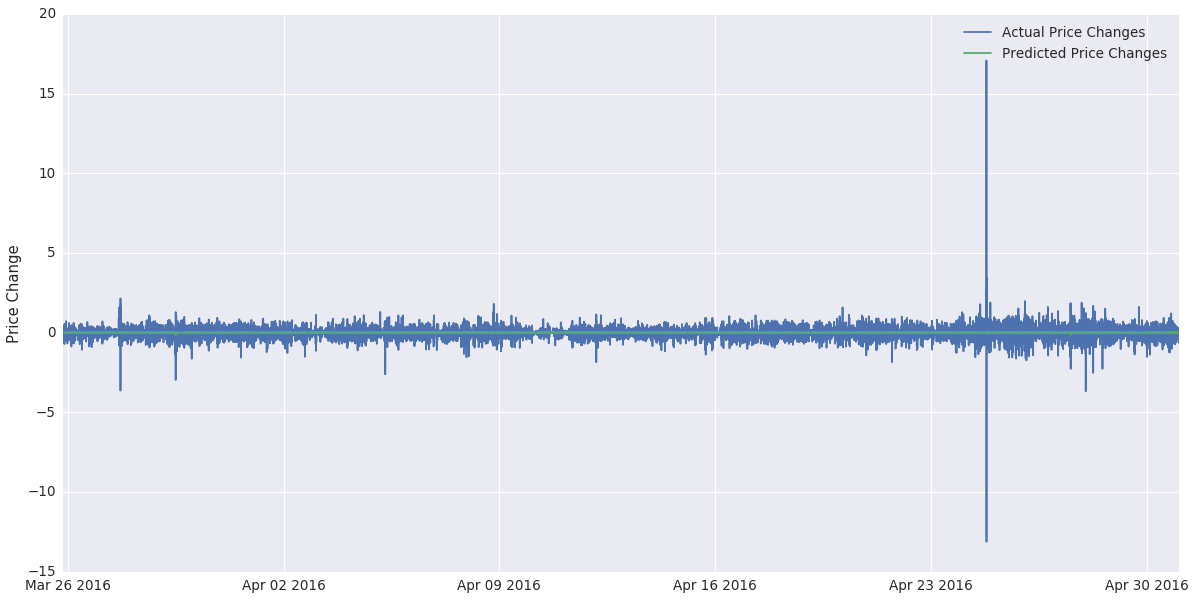 20
15
10
5
0
−5
−10
−15
Price Change
Actual Price Changes
Predicted Price Changes
Mar 26 2016
Apr 02 2016
Apr 09 2016
Apr 16 2016
Apr 23 2016
Apr 30 2016